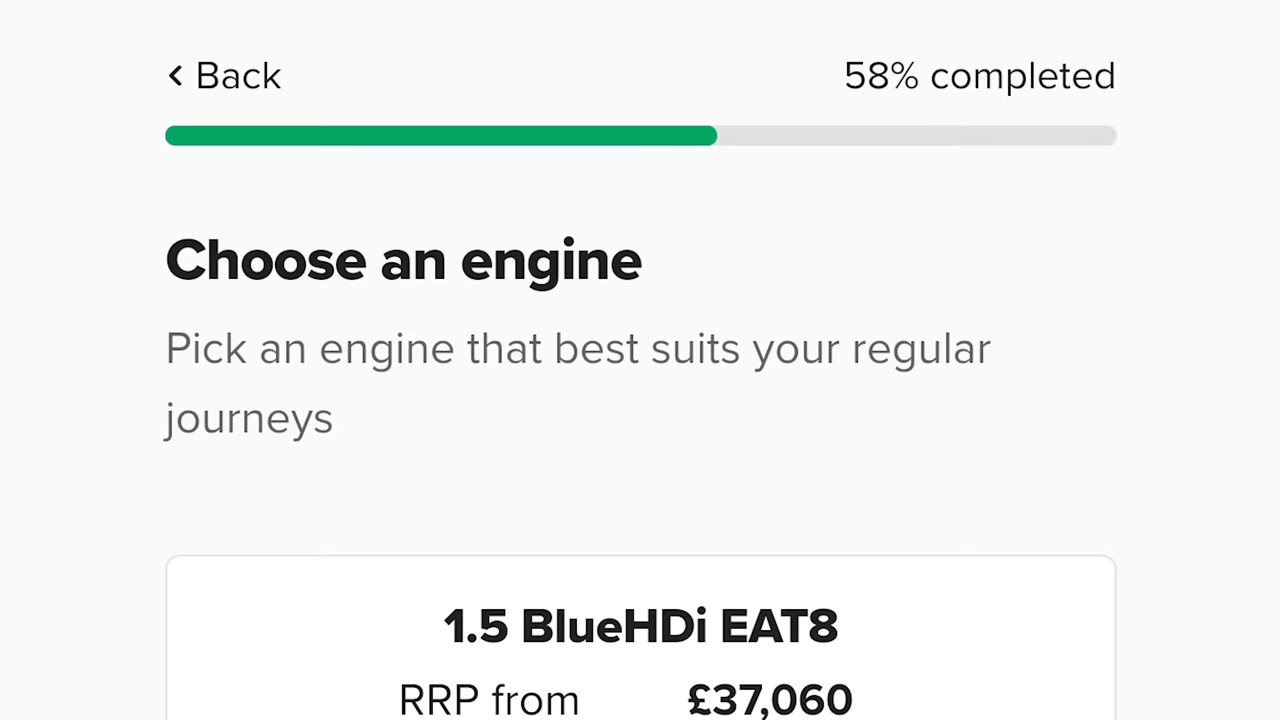 Back
58% completed
Choose an engine
Pick an engine that best suits your regular
journeys
1.5 BlueHDi EAT8
RRP from £37,060